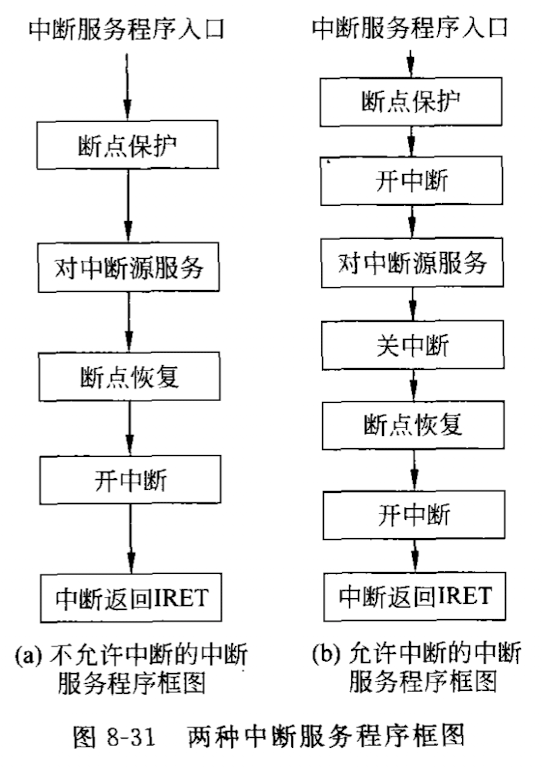 中断服务程序入口
断点保护
对中断源服务
断点恢复
开中断
中断返回IRET
(a) 不允许中断的中断
服务程序框图
中断服务程序入口
断点保护
开中断
对中断源服务
关中断
断点恢复
开中断
中断返回IRET
(b) 允许中断的中断
服务程序框图
图 8-31 两种中断服务程序框图